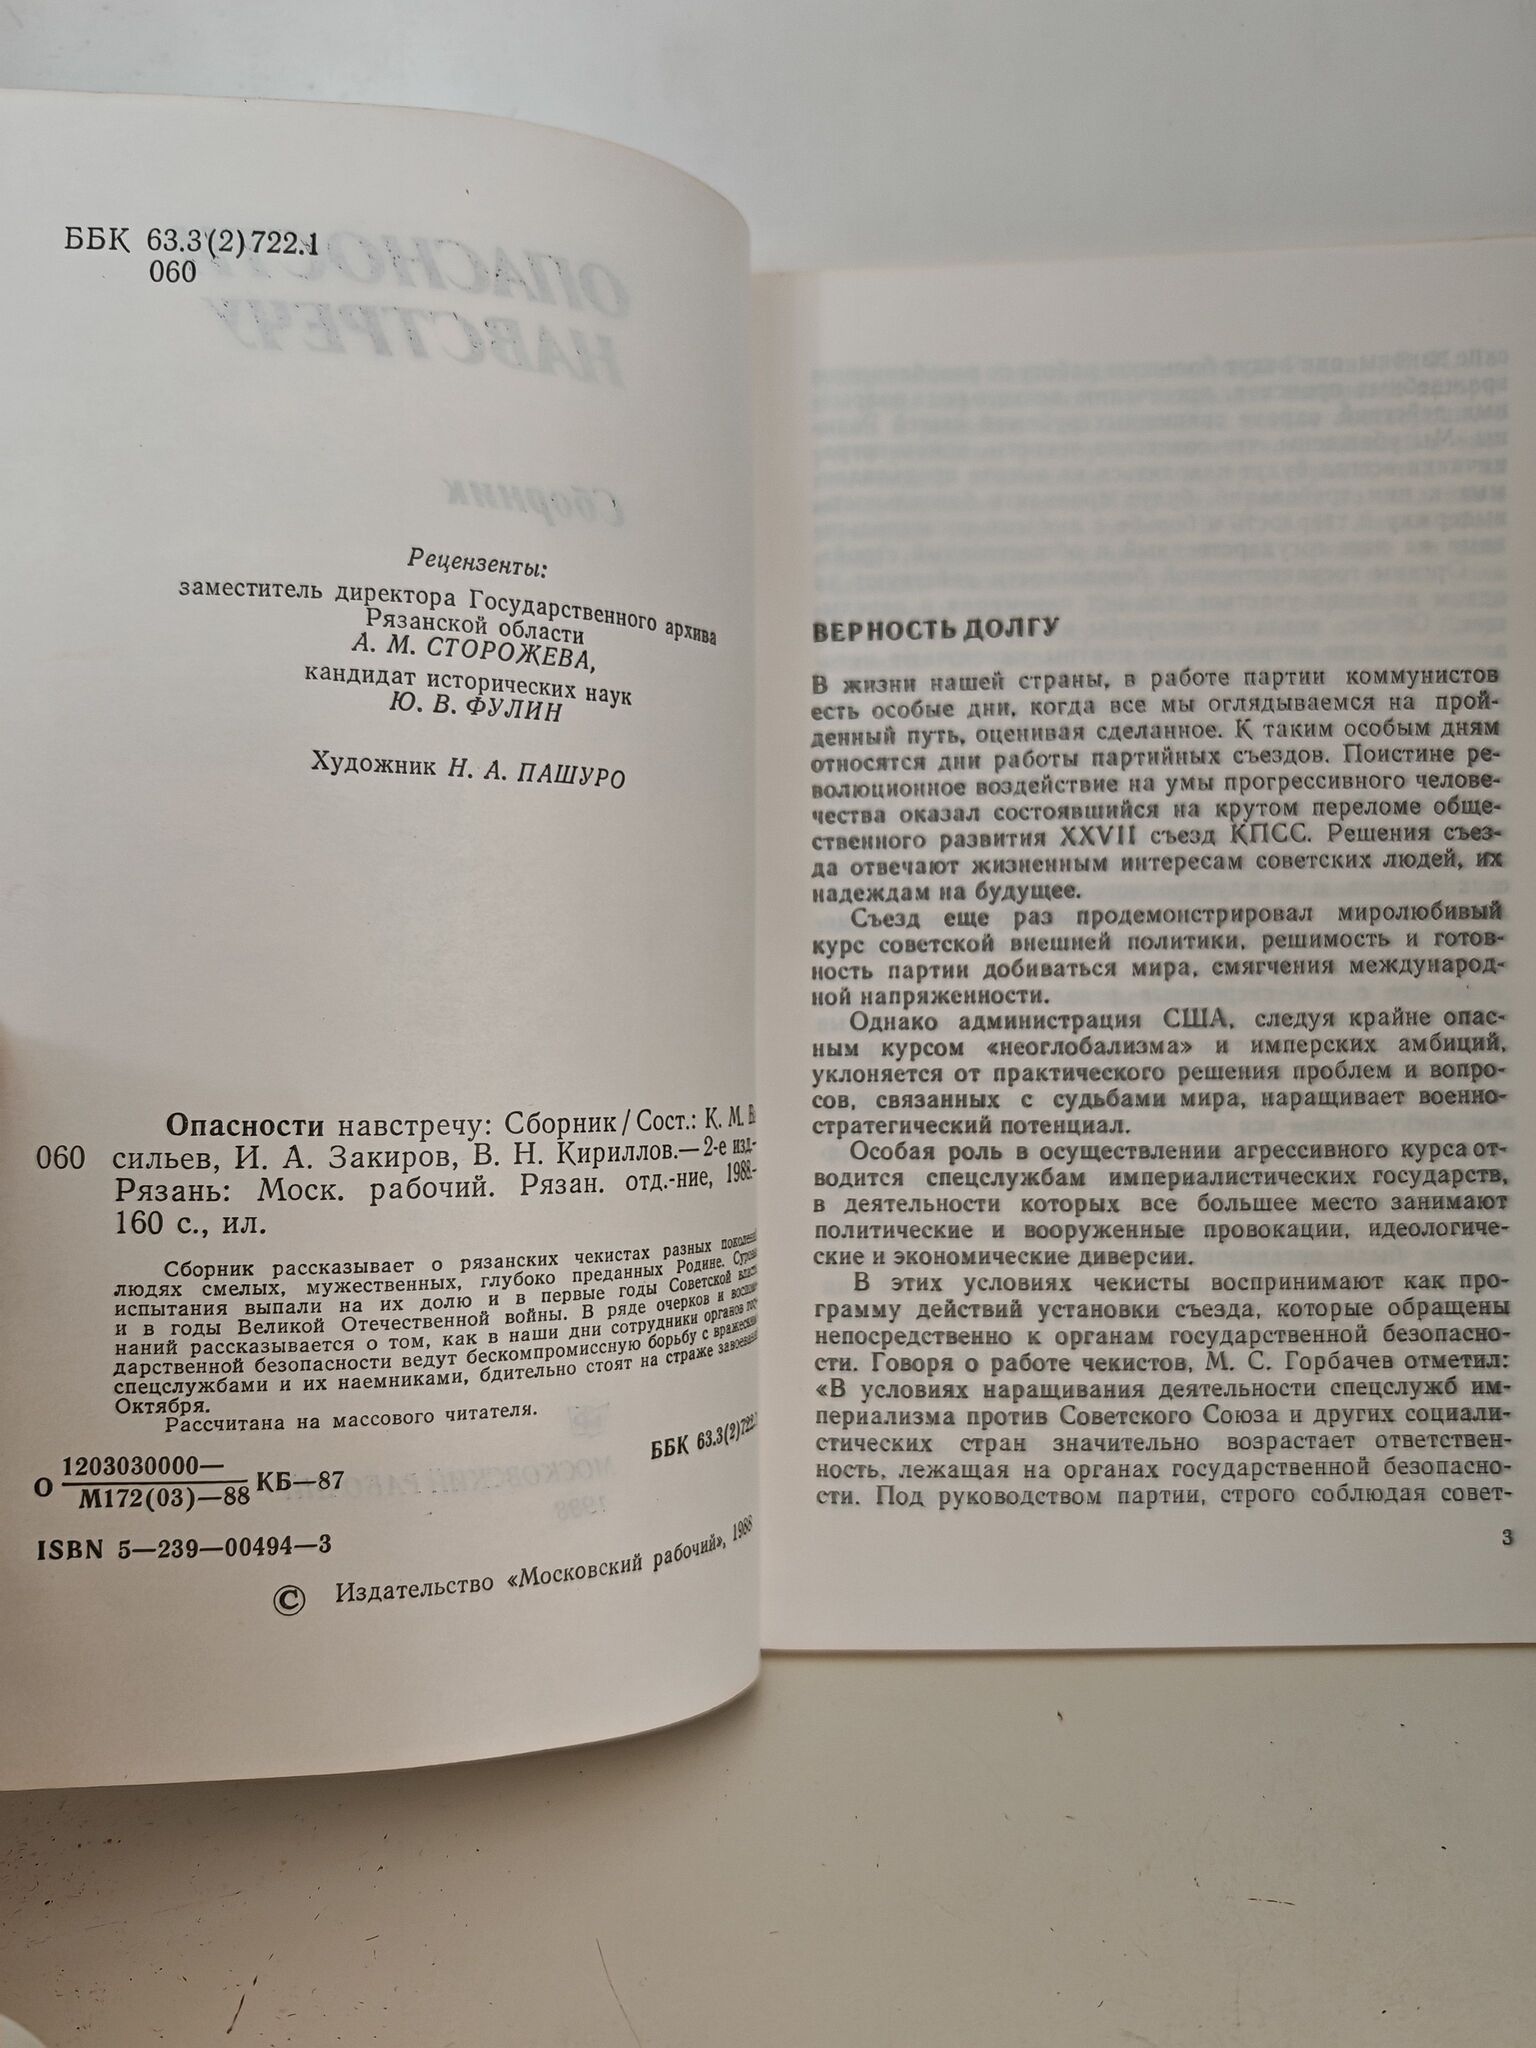 ББК 63.3(2)722.1
О60
Рецензенты:
заместитель директора Государственного архива
Рязанской области
А. М. СТОРОЖЕВА,
кандидат исторических наук
Ю. В. ФУЛИН
Художник Н. А. ПАШУРО
Опасности навстречу: Сборник / Сост.: К. М. Ва
О60 сильев, И. А. Закиров, В. Н. Кириллов.—2-е изд-
Рязань: Моск. рабочий. Рязан. отд.-ние, 1988.-
160 с., ил.
Сборник рассказывает о рязанских чекистах разных поколений
людях смелых, мужественных, глубоко преданных Родине. Суровые
испытания выпали на их долю и в первые годы Советской власти
и в годы Великой Отечественной войны. В ряде очерков и воспоми
наний рассказывается о том, как в наши дни сотрудники органов госу
дарственной безопасности ведут бескомпромиссную борьбу с вражескими
спецслужбами и их наемниками, бдительно стоят на страже завоеваний
Октября.
Рассчитана на массового читателя.
ББК 63.3(2)722.
О 1203030000—
М172(03)—88 КБ—87
ISBN 5—239—00494—3
© Издательство «Московский рабочий», 1988
ВЕРНОСТЬ ДОЛГУ
В жизни нашей страны, в работе партии коммунистов
есть особые дни, когда все мы оглядываемся на прой-
денный путь, оценивая сделанное. К таким особым дням
относятся дни работы партийных съездов. Поистине ре-
волюционное воздействие на умы прогрессивного челове-
чества оказал состоявшийся на крутом переломе обще-
ственного развития XXVII съезд КПСС. Решения съез-
да отвечают жизненным интересам советских людей, их
надеждам на будущее.
Съезд еще раз продемонстрировал миролюбивый
курс советской внешней политики, решимость и готов-
ность партии добиваться мира, смягчения международ-
ной напряженности.
Однако администрация США, следуя крайне опас-
ным курсом «неоглобализма» и имперских амбиций,
уклоняется от практического решения проблем и вопро-
сов, связанных с судьбами мира, наращивает военно-
стратегический потенциал.
Особая роль в осуществлении агрессивного курса от-
водится спецслужбам империалистических государств,
в деятельности которых все большее место занимают
политические и вооруженные провокации, идеологиче-
ские и экономические диверсии.
В этих условиях чекисты воспринимают как про-
грамму действий установки съезда, которые обращены
непосредственно к органам государственной безопасно-
сти. Говоря о работе чекистов, М. С. Горбачев отметил:
«В условиях наращивания деятельности спецслужб им-
периализма против Советского Союза и других социали-
стических стран значительно возрастает ответствен-
ность, лежащая на органах государственной безопасно-
сти. Под руководством партии, строго соблюдая совет-
3